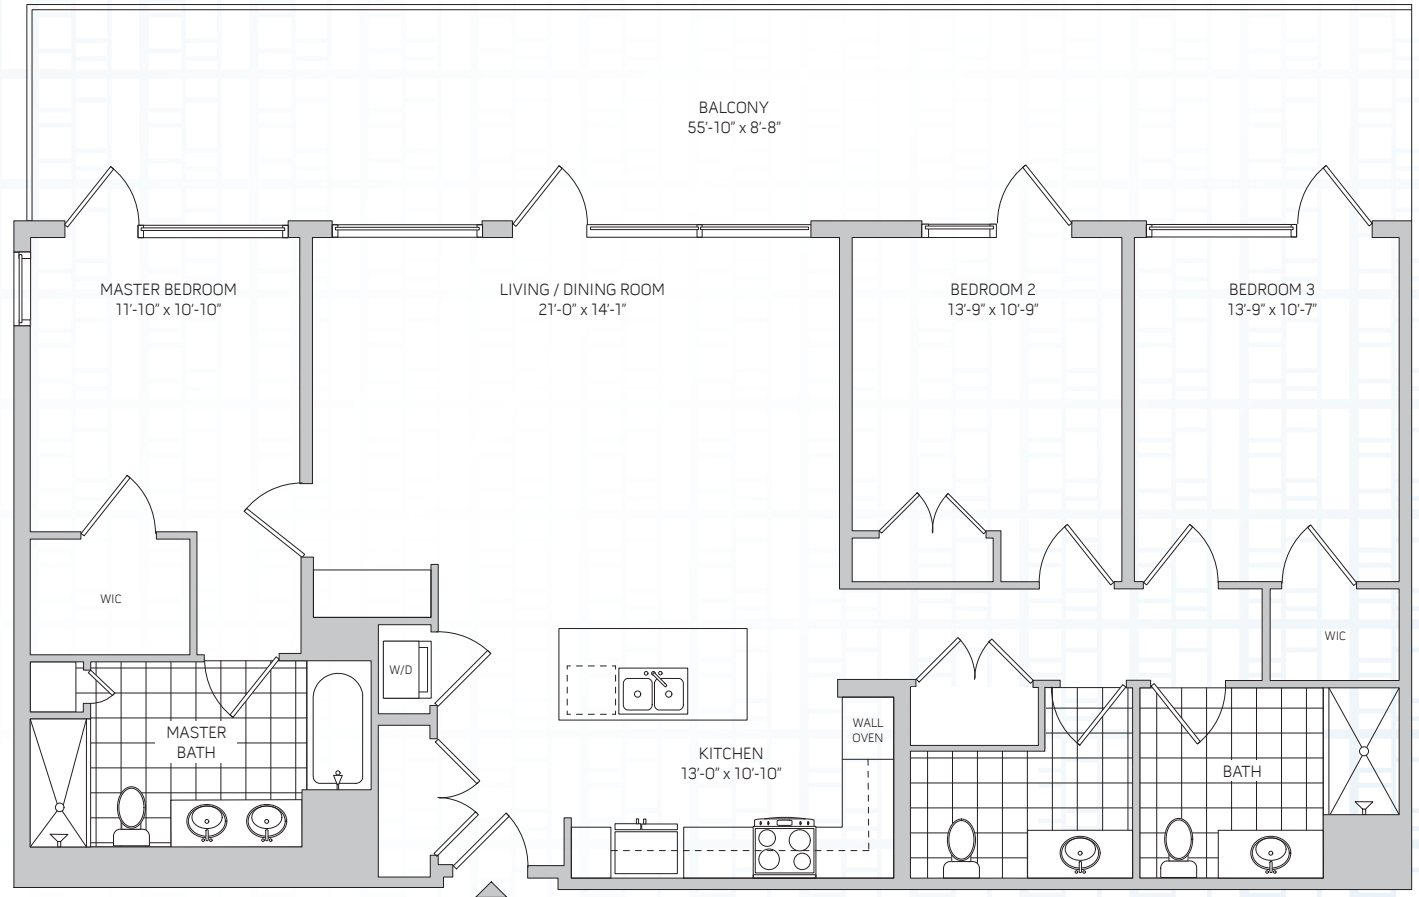 BALCONY
55'-10" x 8'-8"
MASTER BEDROOM
11'-10" x 10'-10"
LIVING / DINING ROOM
21'-0" x 14'-1"
BEDROOM 2
13'-9" x 10'-9"
BEDROOM 3
13'-9" x 10'-7"
WIC
WIC
W/D
MASTER
BATH
KITCHEN
13'-0" x 10'-10"
WALL
OVEN
BATH